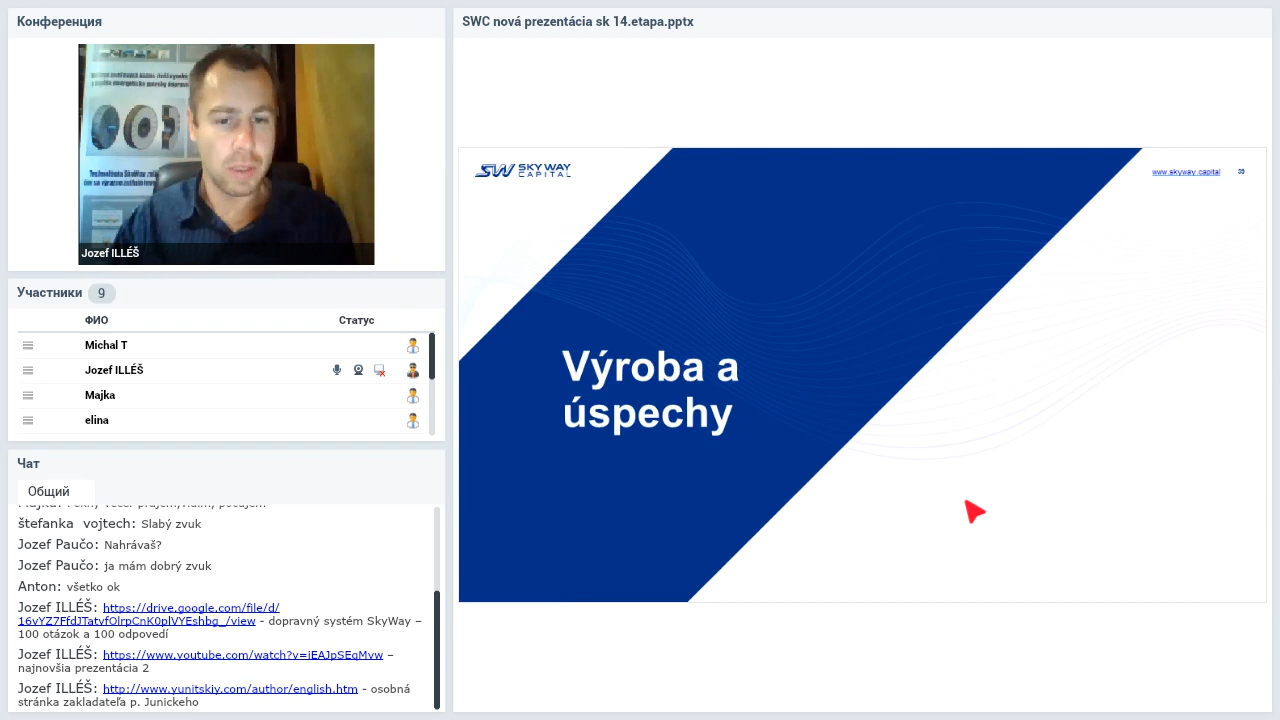 Конференция
Jozef ILLÉŠ
Участники 9
ФИО Статус
Michal T
Jozef ILLÉŠ
Majka
elina
Чат
Общий
štefanka vojtech: Slabý zvuk
Jozef Paučo: Nahrávaš?
Jozef Paučo: ja mám dobrý zvuk
Anton: všetko ok
Jozef ILLÉŠ: https://drive.google.com/file/d/
16vYZ7FfdJTatvfOlrpCnK0plVYEshbg_/view - dopravný systém SkyWay –
100 otázok a 100 odpovedí
Jozef ILLÉŠ: https://www.youtube.com/watch?v=iEAJpSEqMvw –
najnovšia prezentácia 2
Jozef ILLÉŠ: http://www.yunitskiy.com/author/english.htm - osobná
stránka zakladateľa p. Junickeho
SWC nová prezentácia sk 14.etapa.pptx
SW SKY WAY
CAPITAL
www.skyway.capital
Výroba a
úspechy